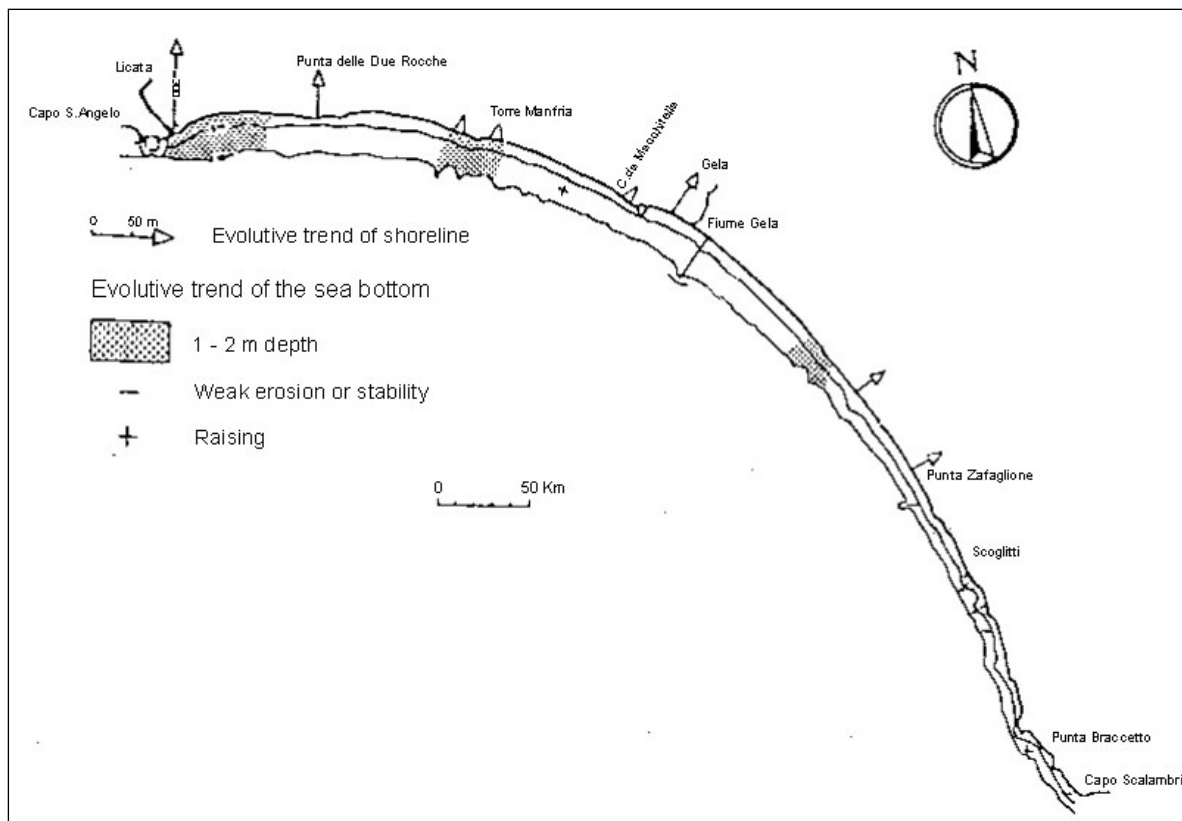 N
Licata
Punta delle Due Rocche
Capo S.Angelo
Torre Manfria
C.da Macchitella
Gela
Fiume Gela
0 50 m
Evolutive trend of shoreline
Evolutive trend of the sea bottom
1 - 2 m depth
Weak erosion or stability
Raising
0 50 Km
Punta Zafaglione
Scoglitti
Punta Braccetto
Capo Scalambri